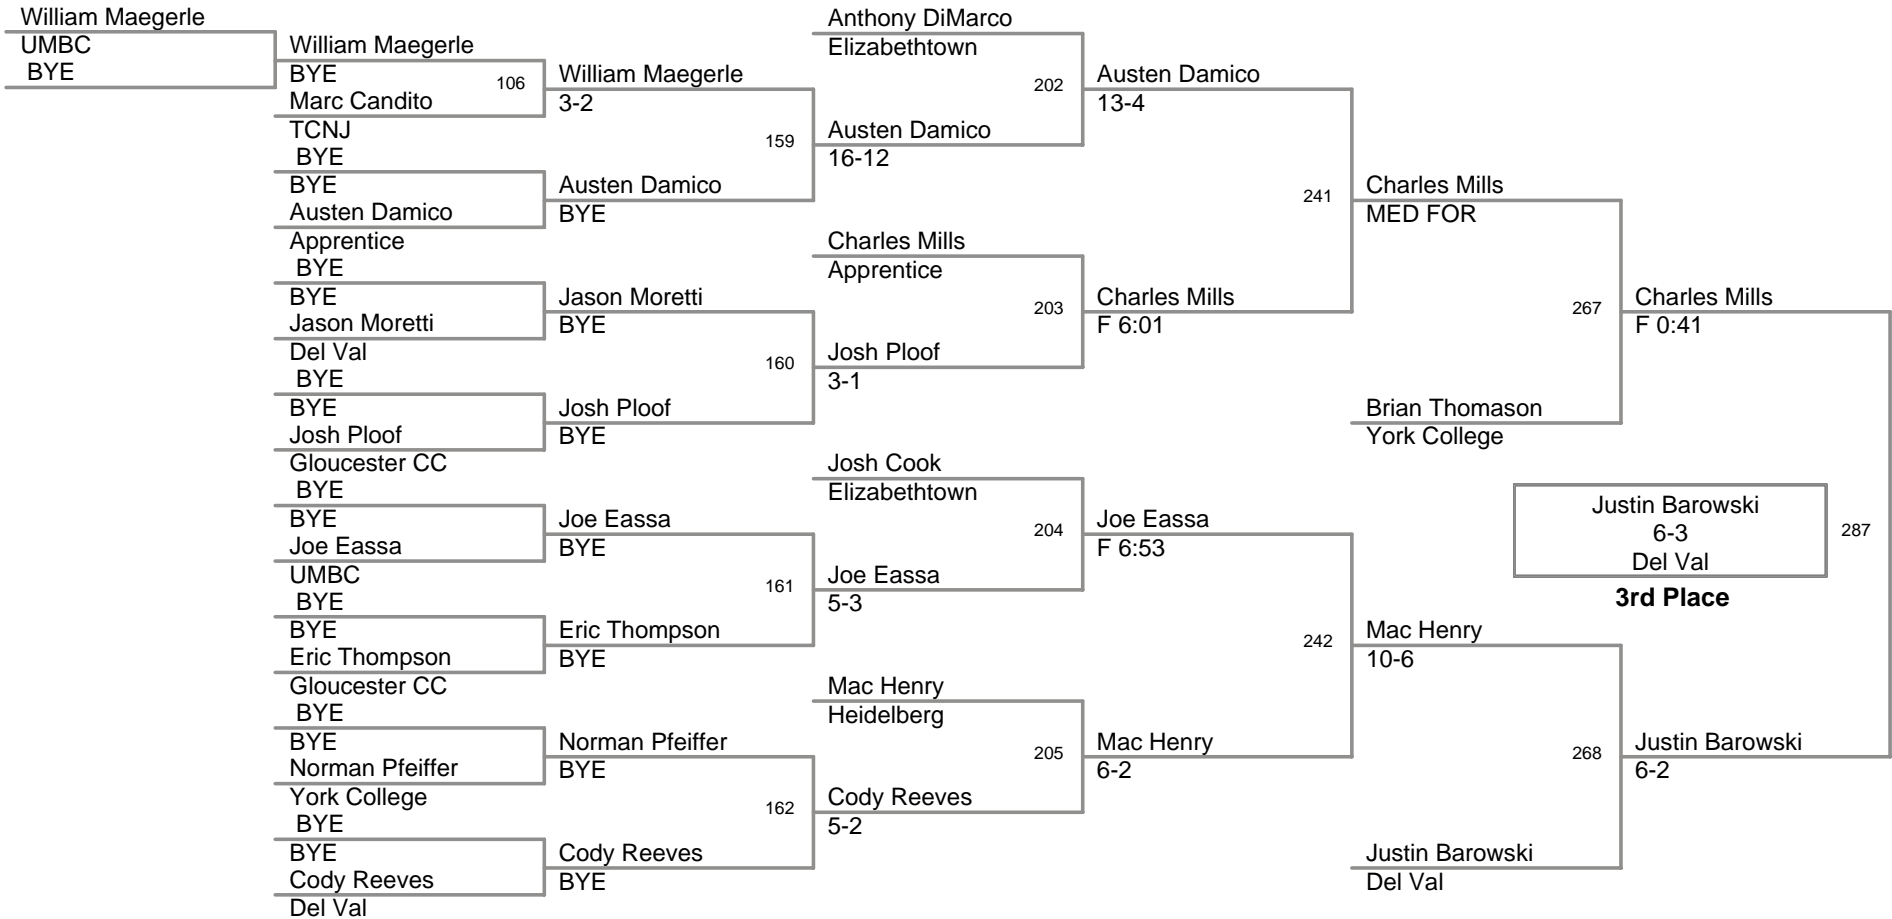 William Maegerle
UMBC
BYE
William Maegerle
BYE
Marc Candito
TCNJ
BYE
BYE
Austen Damico
Apprentice
BYE
BYE
Jason Moretti
Del Val
BYE
BYE
Josh Ploof
Gloucester CC
BYE
BYE
Joe Eassa
UMBC
BYE
BYE
Eric Thompson
Gloucester CC
BYE
BYE
Norman Pfeiffer
York College
BYE
BYE
Cody Reeves
Del Val
106
William Maegerle
3-2
Austen Damico
BYE
Jason Moretti
BYE
Josh Ploof
BYE
Joe Eassa
BYE
Eric Thompson
BYE
Norman Pfeiffer
BYE
Cody Reeves
BYE
159
160
161
162
Anthony DiMarco
Elizabethtown
Austen Damico
16-12
Charles Mills
Apprentice
Josh Ploof
3-1
Josh Cook
Elizabethtown
Joe Eassa
5-3
Mac Henry
Heidelberg
Cody Reeves
5-2
202
203
204
205
Austen Damico
13-4
Charles Mills
F 6:01
Joe Eassa
F 6:53
Mac Henry
6-2
241
242
Charles Mills
MED FOR
Brian Thomason
York College
Mac Henry
10-6
Justin Barowski
Del Val
267
268
Charles Mills
F 0:41
Justin Barowski
6-2
Justin Barowski
6-3
Del Val
287
3rd Place